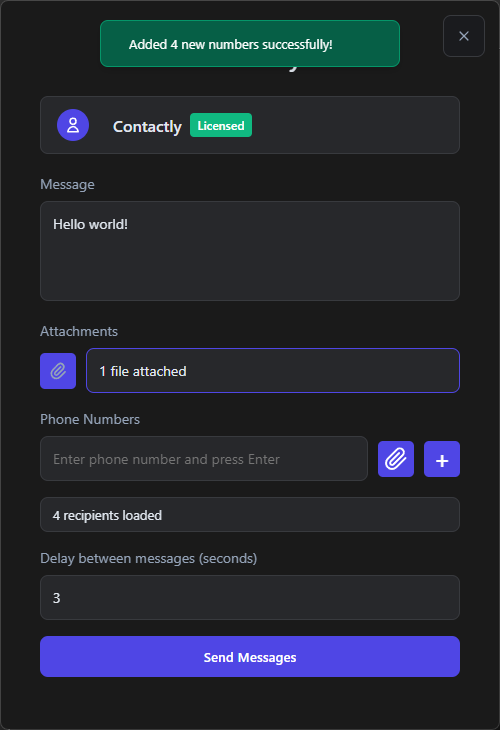 Added 4 new numbers successfully!
Contactly Licensed
Message
Hello world!
Attachments
1 file attached
Phone Numbers
Enter phone number and press Enter
4 recipients loaded
Delay between messages (seconds)
3
Send Messages